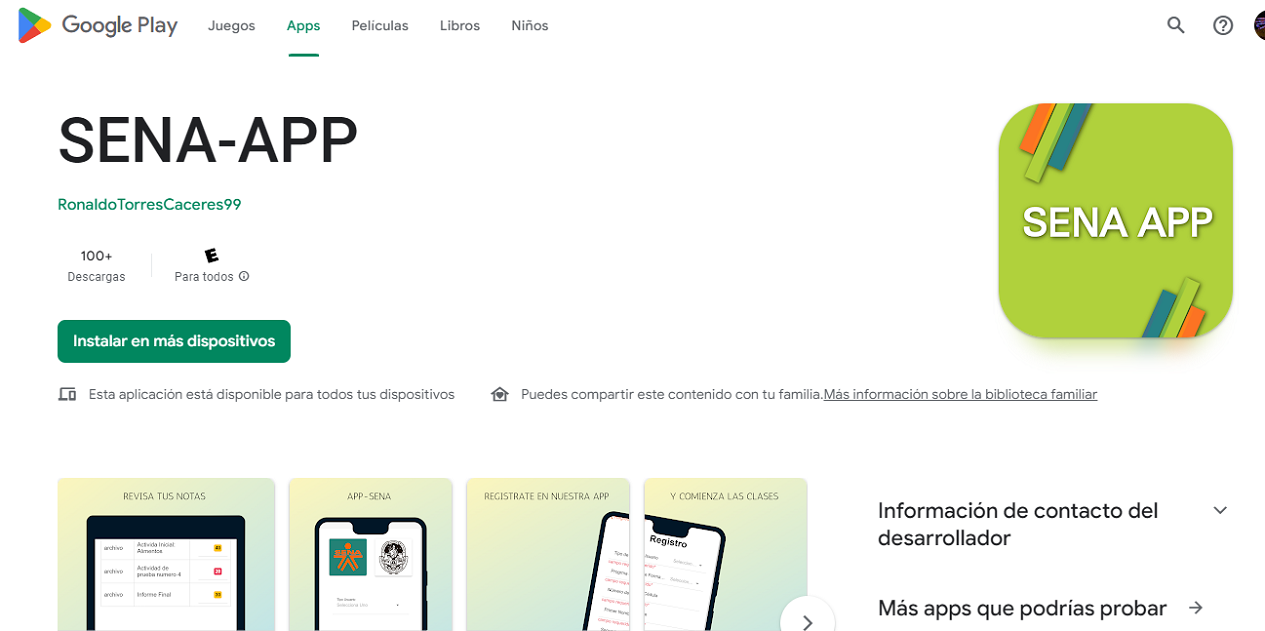 Google Play
Juegos
Apps
Películas
Libros
Niños
SENA-APP
RonaldoTorresCaceres99
100+
Descargas
E
Para todos
Instalar en más dispositivos
Esta aplicación está disponible para todos tus dispositivos
Puedes compartir este contenido con tu familia.Más información sobre la biblioteca familiar
SENA APP
REVISA TUS NOTAS
archivo
Activida Inicial
Alimentos
archivo
Actividad de
prueba numero 4
archivo
Informe Final
APP-SENA
SENA
REGISTRATE EN NUESTRA APP
Y COMIENZA LAS CLASES
Registro
Información de contacto del
desarrollador
Más apps que podrías probar